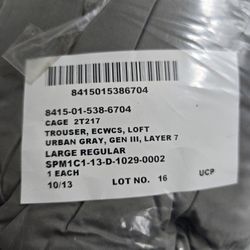 8415015386704
8415-01-538-6704
CAGE 2T217
TROUSER, ECWCS, LOFT
URBAN GRAY, GEN III, LAYER 7
LARGE REGULAR
SPM1C1-13-D-1029-0002
1 EACH
10/13 LOT NO. 16 UCP